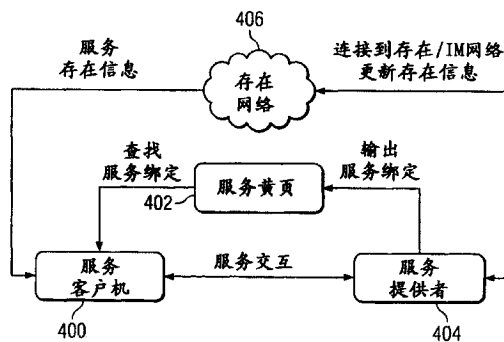 406
服务
存在信息
存在
网络
连接到存在/IM网络
更新存在信息
查找
服务绑定
402
服务黄页
输出
服务绑定
服务
客户机
400
服务交互
服务
提供者
404